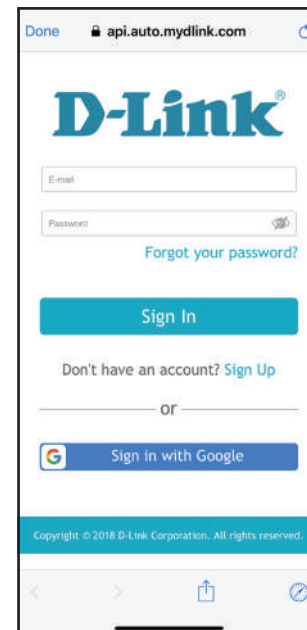 Done api.auto.mydlink.com
D-Link®
E-mail
Password
Forgot your password?
Sign In
Don't have an account? Sign Up
or
G Sign in with Google
Copyright © 2018 D-Link Corporation. All rights reserved.